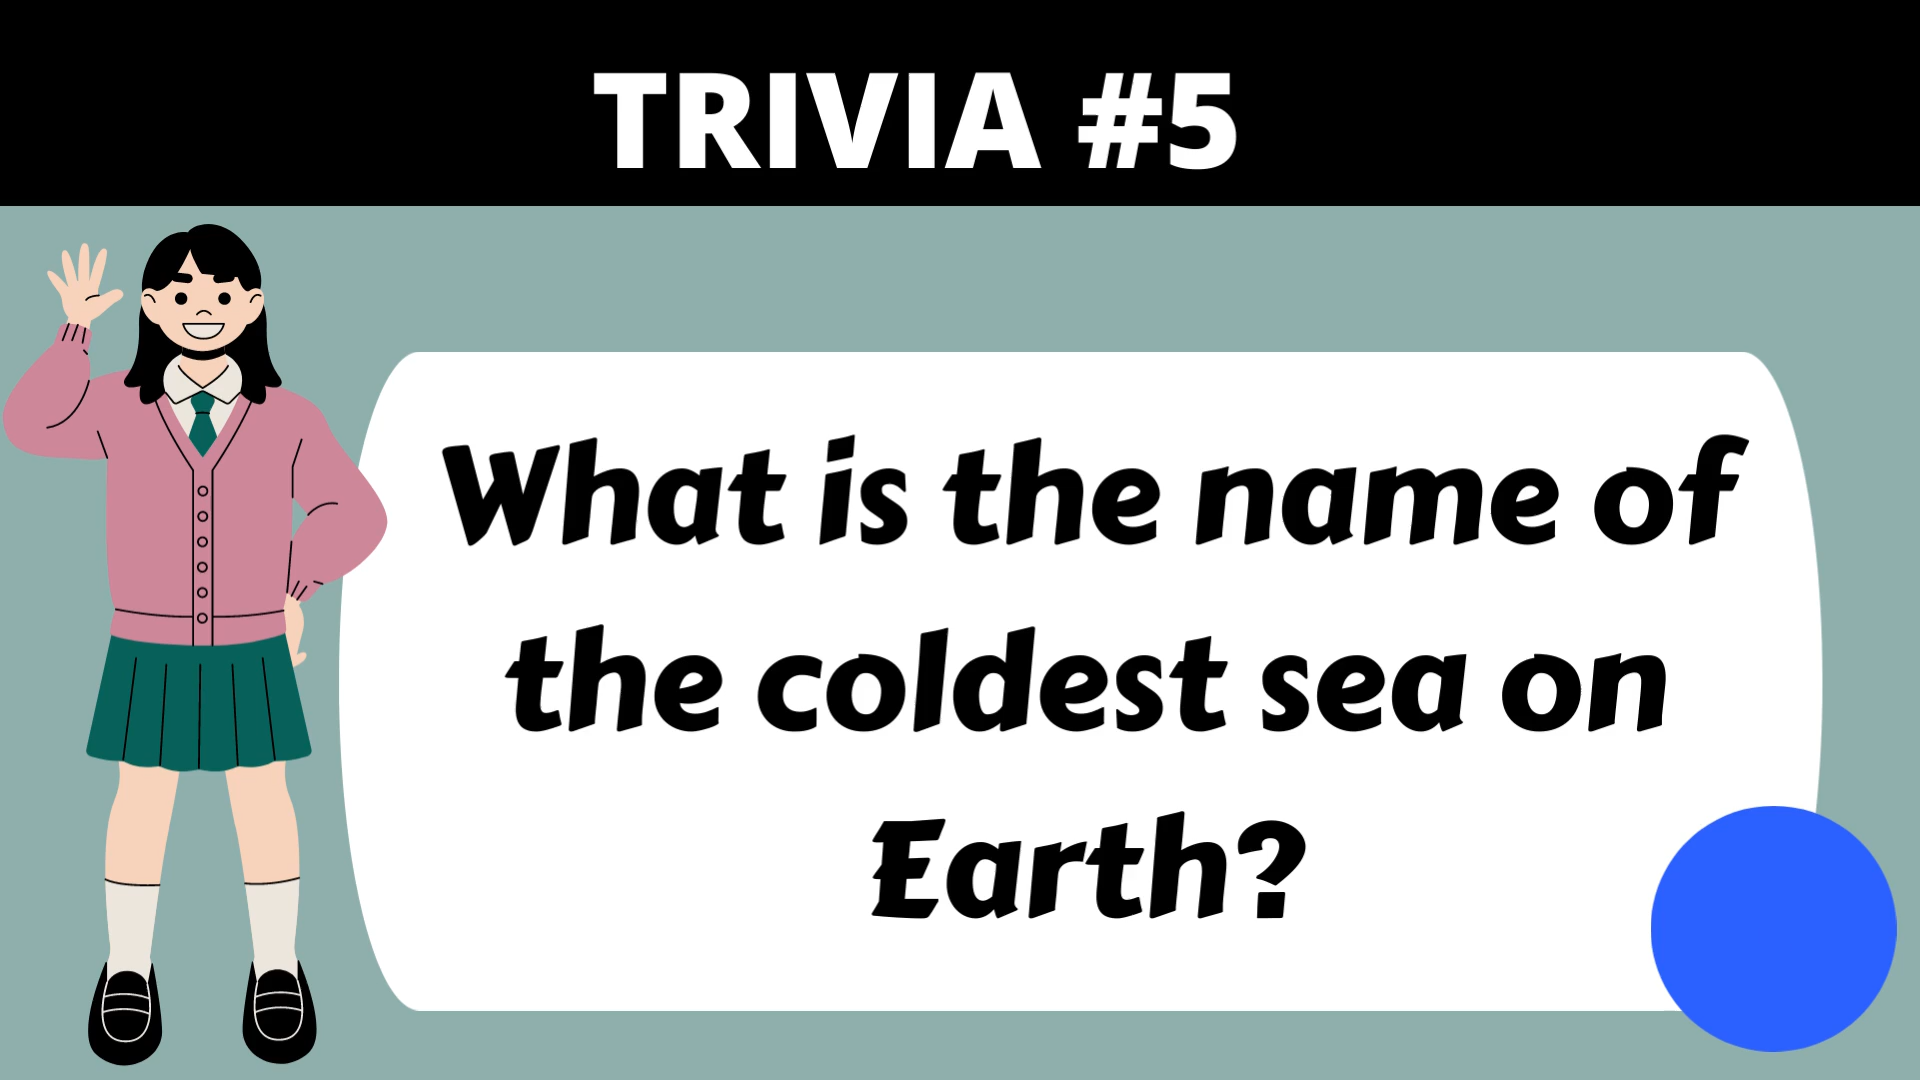 TRIVIA #5
What is the name of
the coldest sea on
Earth?